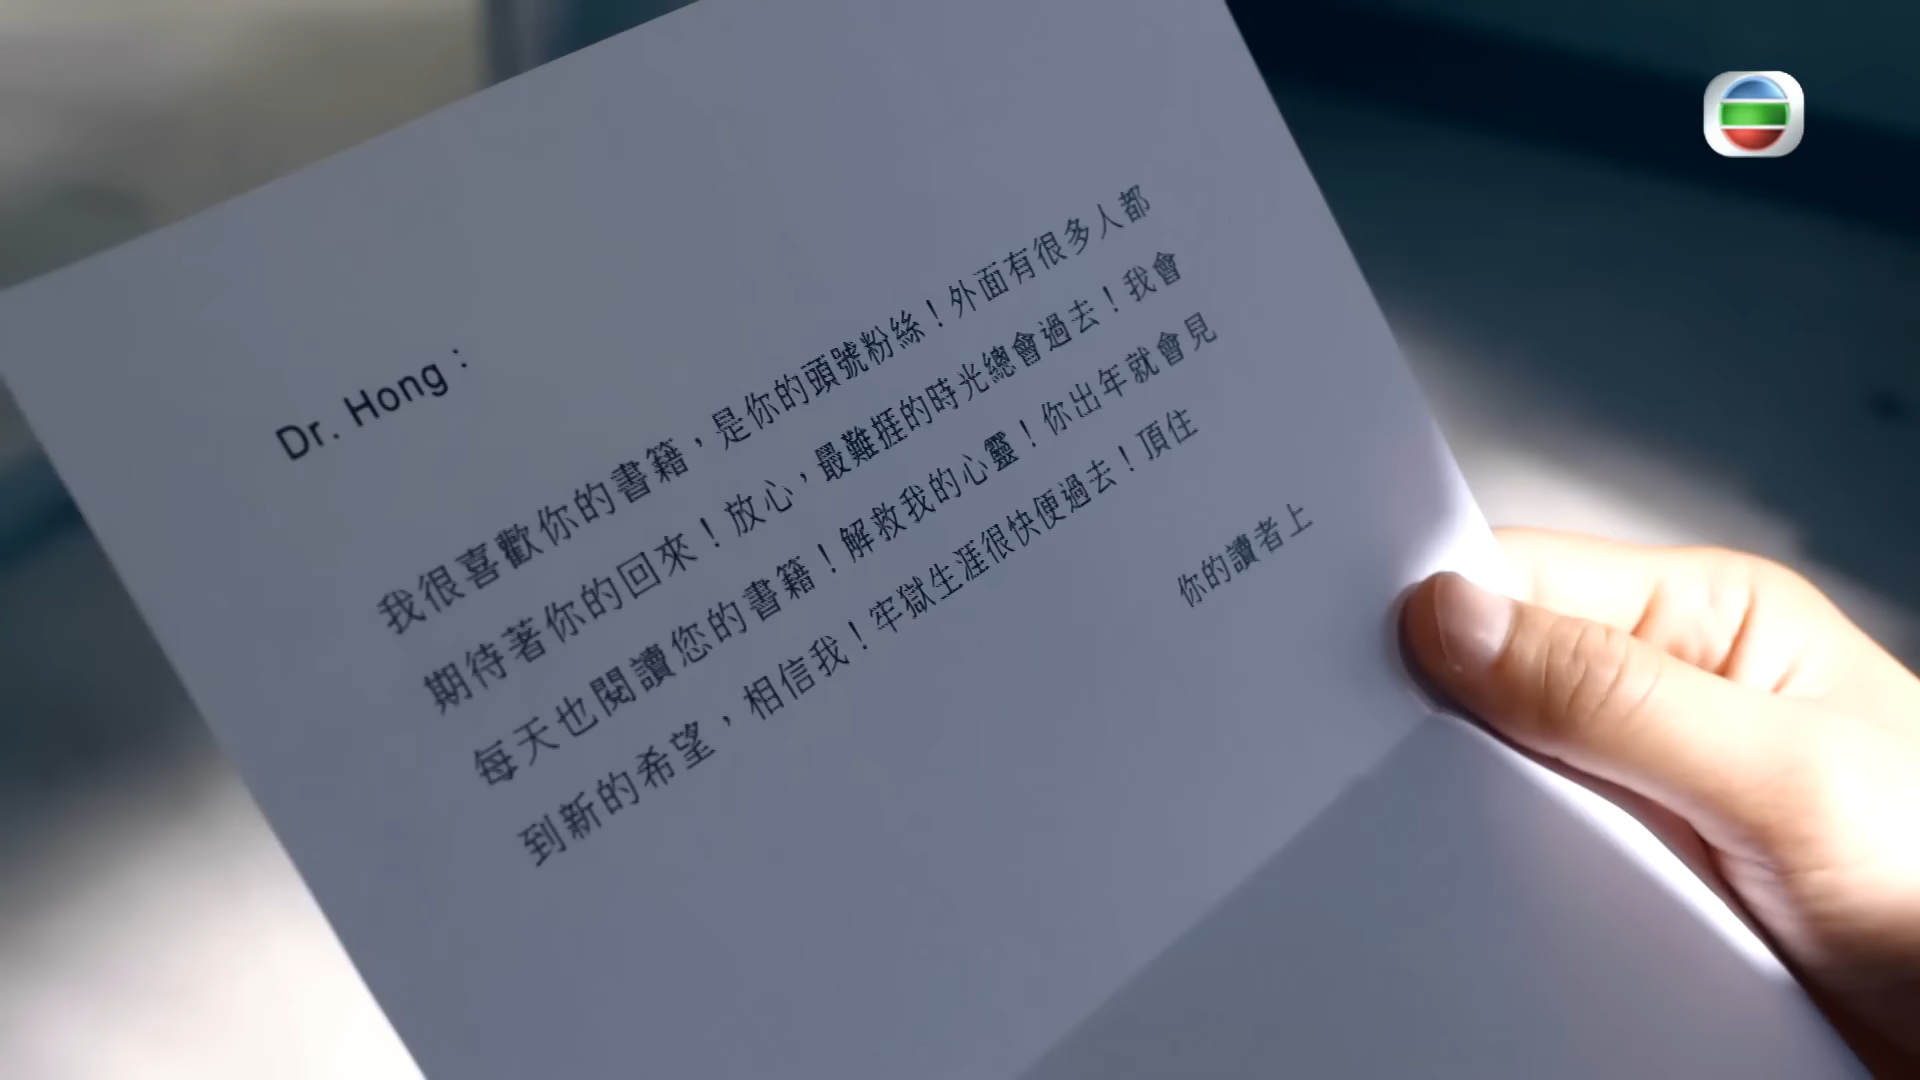 Dr. Hong：
我很喜歡你的書籍，是你的頭號粉絲！外面有很多人都
期待著你的回來！放心，最難捱的時光總會過去！我會
每天也閱讀您的書籍！解救我的心靈！你出年就會見
到新的希望，相信我！牢獄生涯很快便過去！頂住
你的讀者上